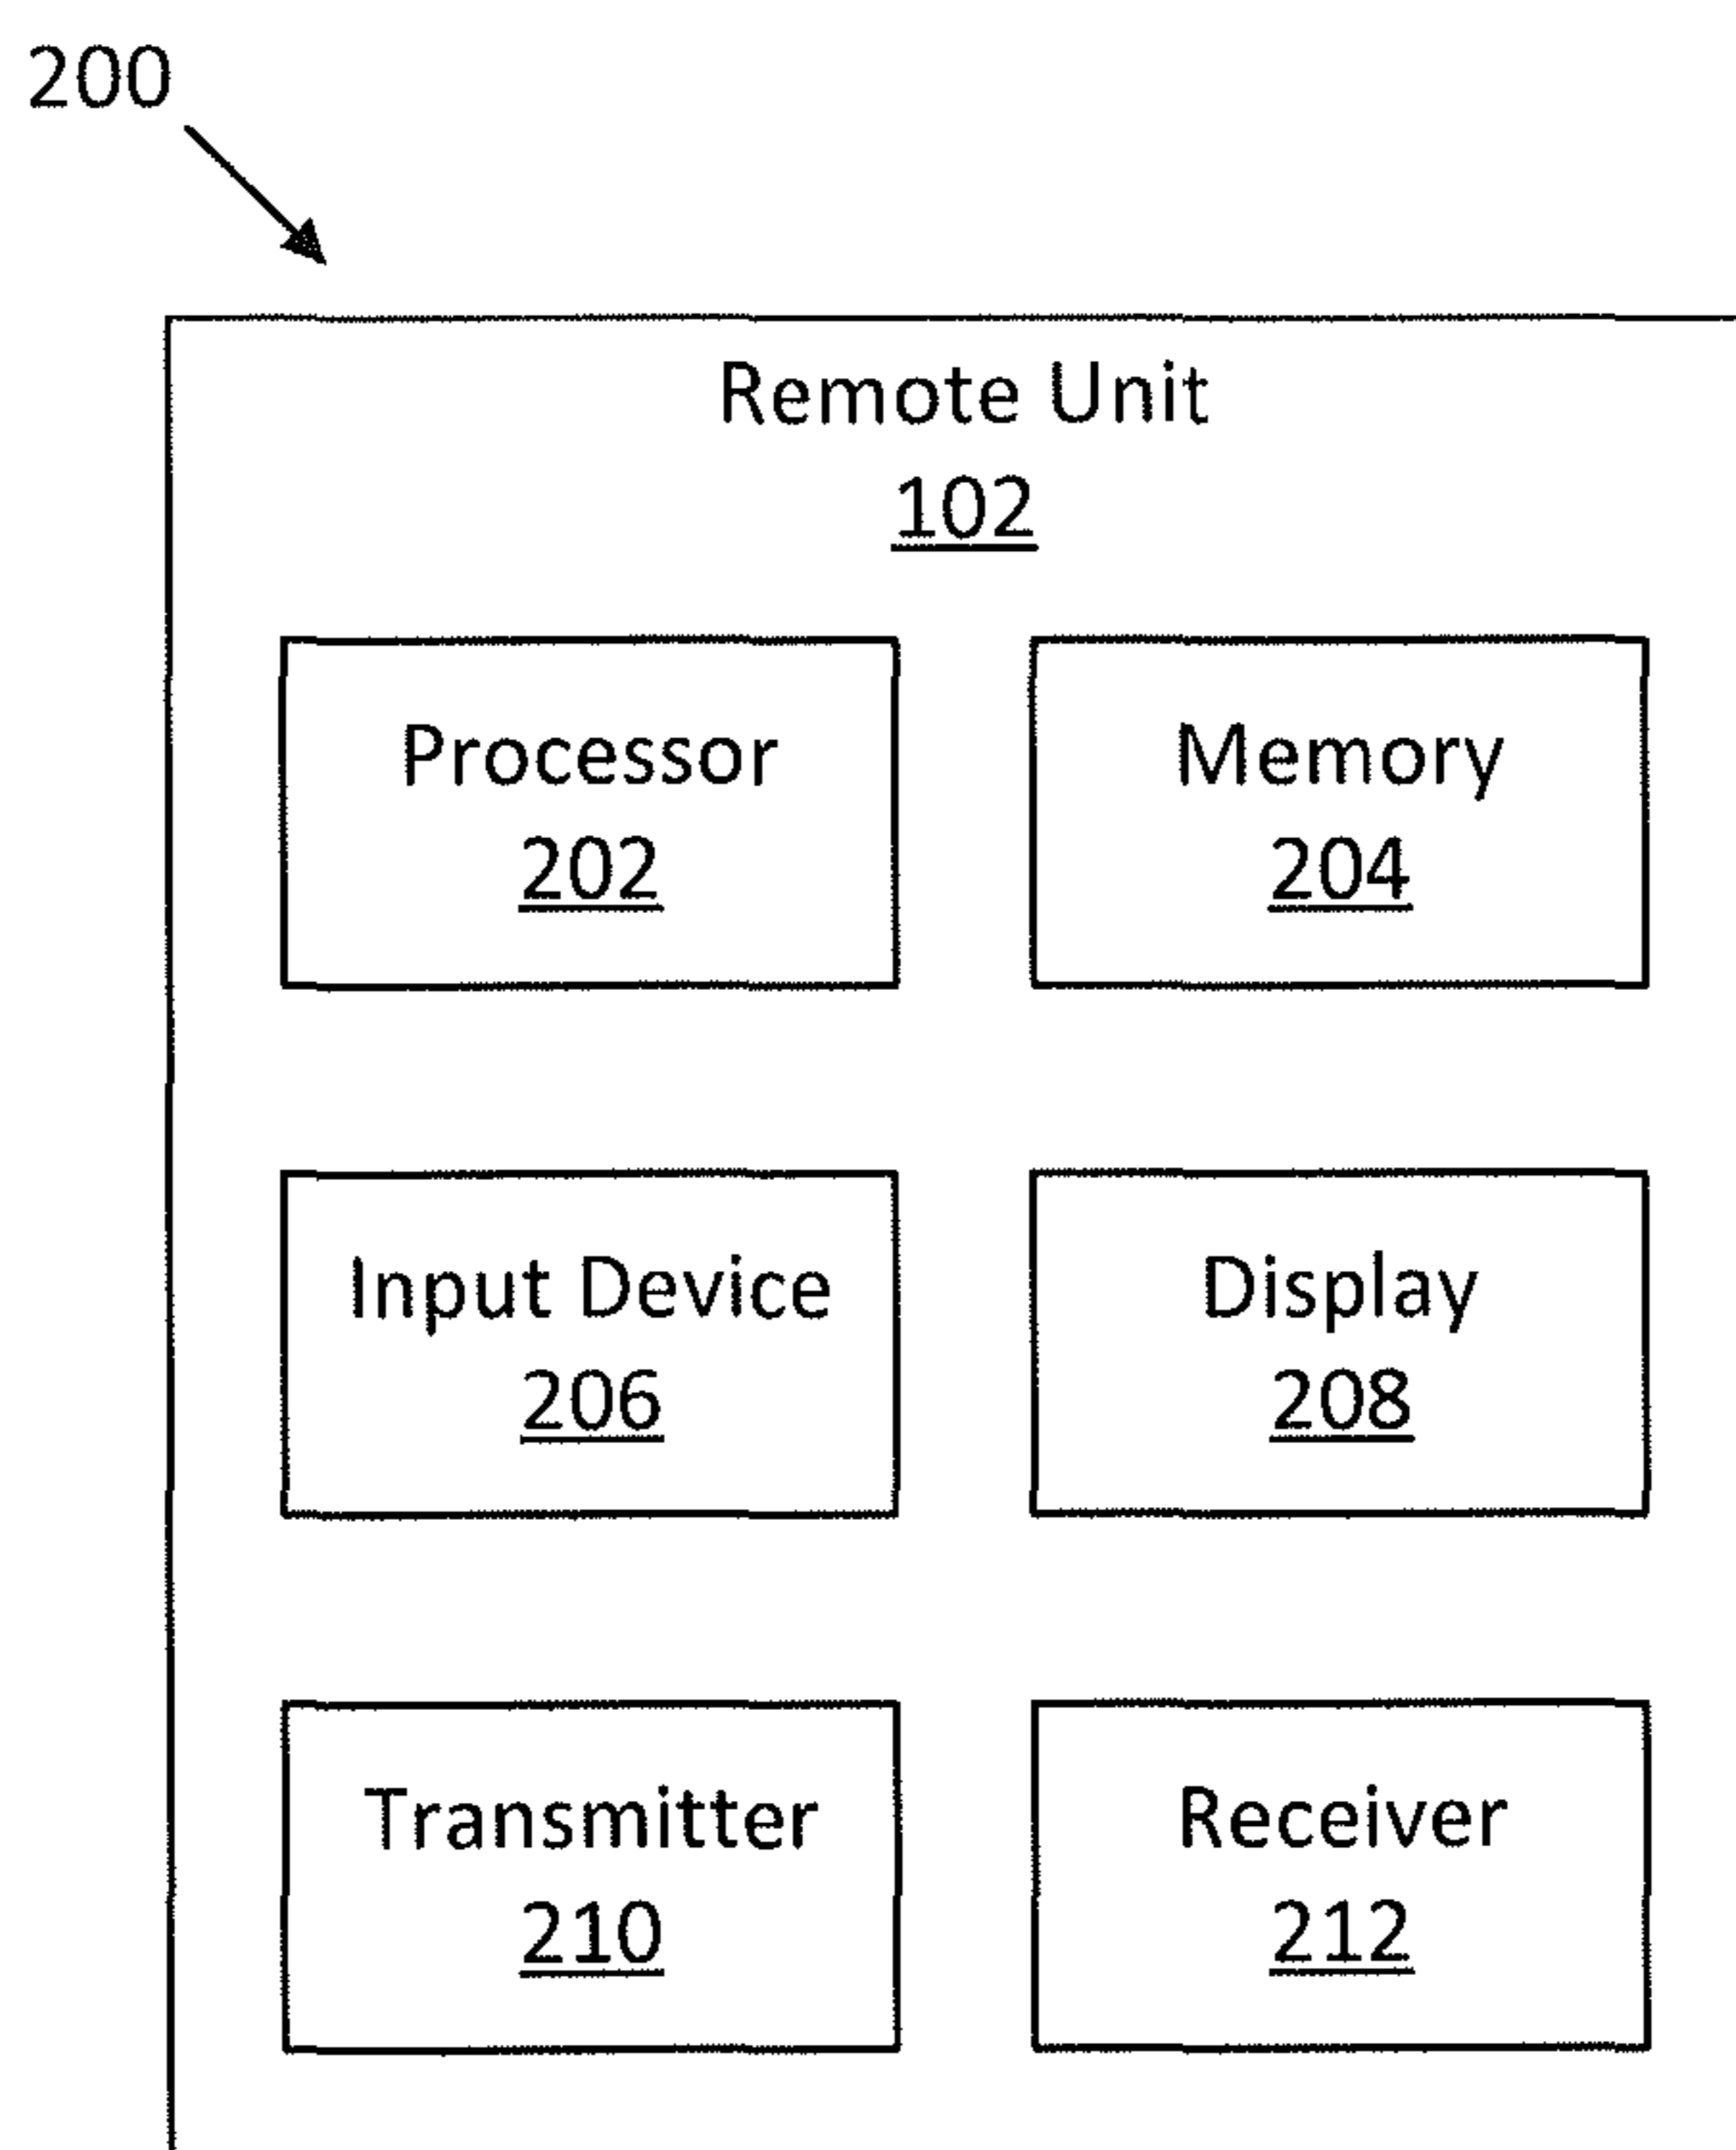 200
Remote Unit
102
Processor
202
Memory
204
Input Device
206
Display
208
Transmitter
210
Receiver
212